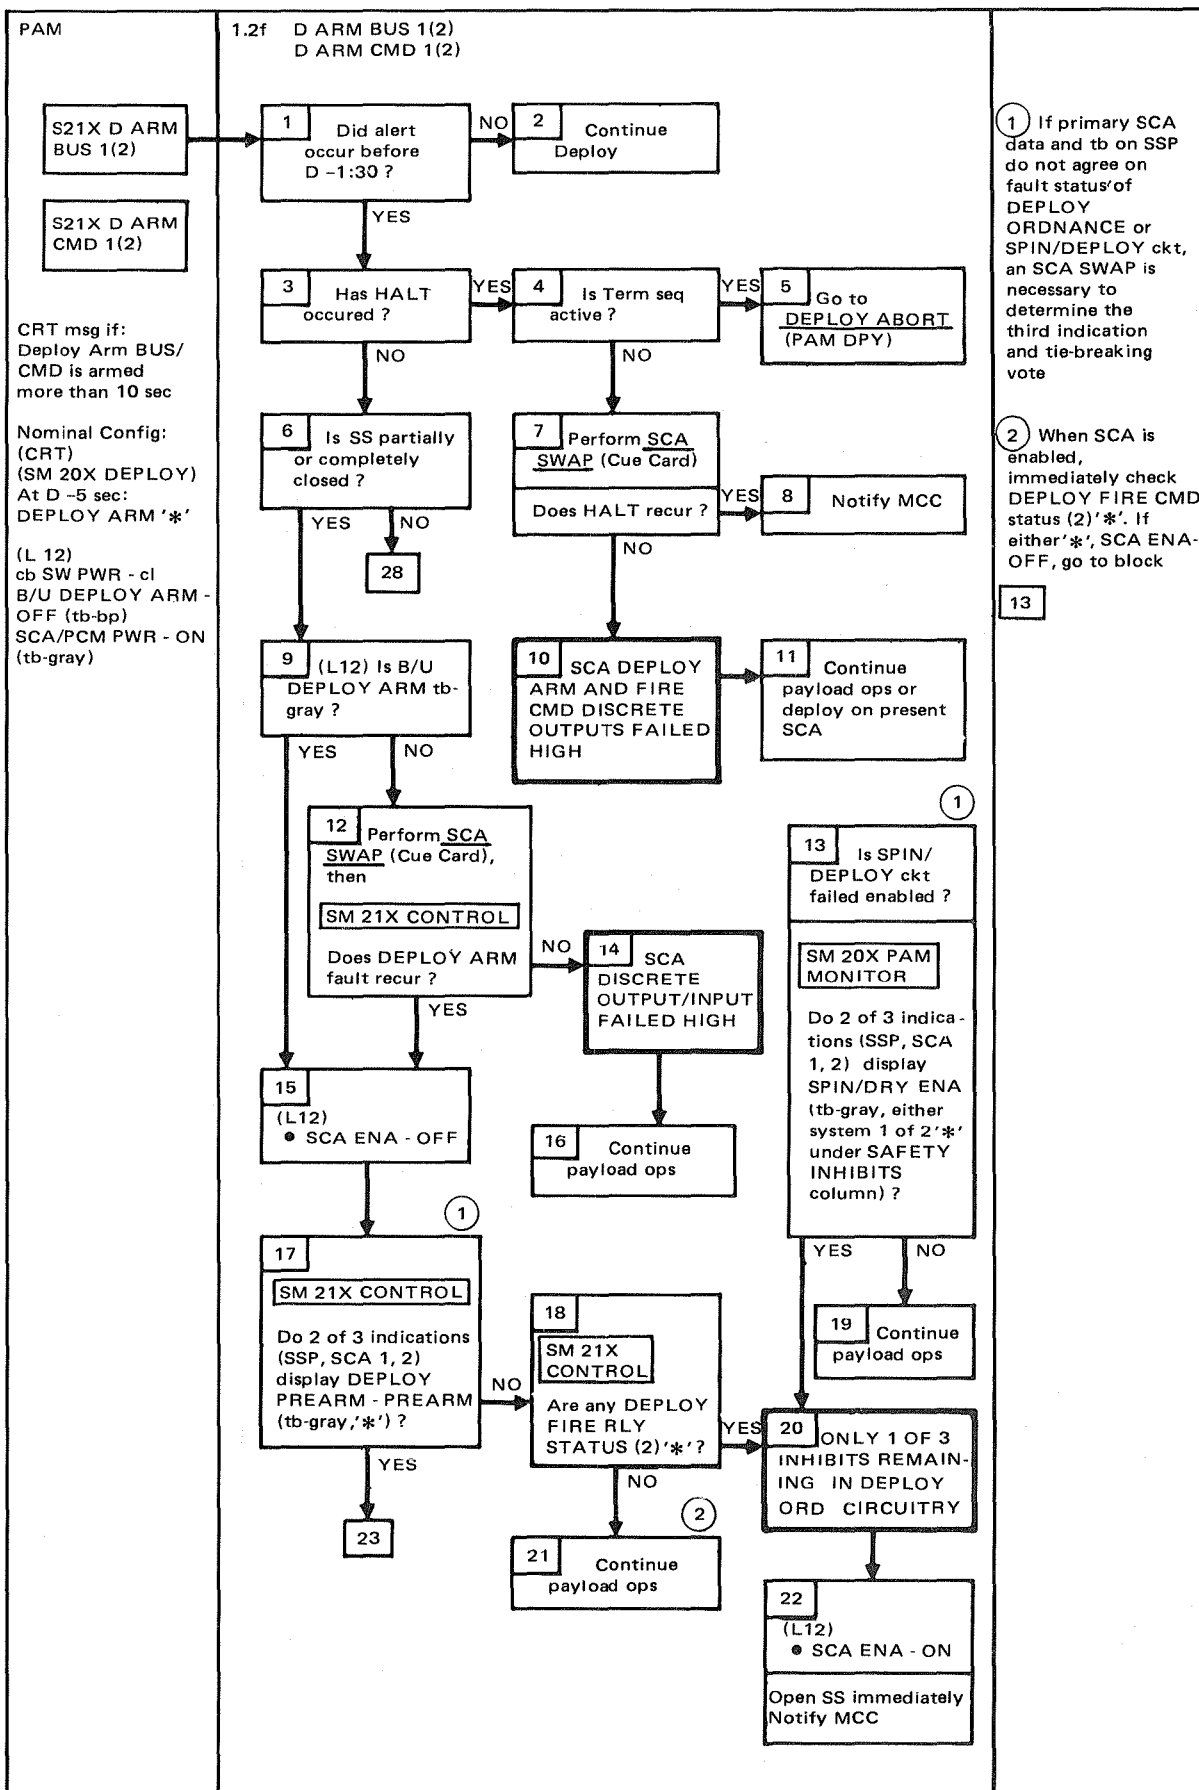 PAM
1.2f D ARM BUS 1(2)
D ARM CMD 1(2)
S21X D ARM
BUS 1(2)
S21X D ARM
CMD 1(2)
CRT msg if:
Deploy Arm BUS/
CMD is armed
more than 10 sec
Nominal Config:
(CRT)
(SM 20X DEPLOY)
At D -5 sec:
DEPLOY ARM '*'
(L 12)
cb SW PWR - cl
B/U DEPLOY ARM -
OFF (tb-bp)
SCA/PCM PWR - ON
(tb-gray)
1 Did alert
occur before
D -1:30 ?
NO
YES
2 Continue
Deploy
3 Has HALT
occured ?
YES
NO
4 Is Term seq
active ?
YES
NO
5 Go to
DEPLOY ABORT
(PAM DPY)
6 Is SS partially
or completely
closed ?
YES
NO
28
7 Perform SCA
SWAP (Cue Card)
Does HALT recur ?
YES
NO
8 Notify MCC
9 (L12) Is B/U
DEPLOY ARM tb-
gray ?
YES
NO
10 SCA DEPLOY
ARM AND FIRE
CMD DISCRETE
OUTPUTS FAILED
HIGH
11 Continue
payload ops or
deploy on present
SCA
12 Perform SCA
SWAP (Cue Card),
then
SM 21X CONTROL
Does DEPLOY ARM
fault recur ?
NO
YES
1
13 Is SPIN/
DEPLOY ckt
failed enabled ?
SM 20X PAM
MONITOR
Do 2 of 3 indica-
tions (SSP, SCA
1, 2) display
SPIN/DRY ENA
(tb-gray, either
system 1 of 2'*'
under SAFETY
INHIBITS
column) ?
YES
NO
14 SCA
DISCRETE
OUTPUT/INPUT
FAILED HIGH
15
(L12)
● SCA ENA - OFF
16 Continue
payload ops
1
17
SM 21X CONTROL
Do 2 of 3 indications
(SSP, SCA 1, 2)
display DEPLOY
PREARM - PREARM
(tb-gray,'*') ?
NO
YES
23
18
SM 21X
CONTROL
Are any DEPLOY
FIRE RLY
STATUS (2)'*'?
YES
NO
19 Continue
payload ops
20 ONLY 1 OF 3
INHIBITS REMAIN-
ING IN DEPLOY
ORD CIRCUITRY
2
21 Continue
payload ops
22
(L12)
● SCA ENA - ON
Open SS immediately
Notify MCC
1 If primary SCA
data and tb on SSP
do not agree on
fault status of
DEPLOY
ORDNANCE or
SPIN/DEPLOY ckt,
an SCA SWAP is
necessary to
determine the
third indication
and tie-breaking
vote
2 When SCA is
enabled,
immediately check
DEPLOY FIRE CMD
status (2)'*'. If
either'*', SCA ENA-
OFF, go to block
13